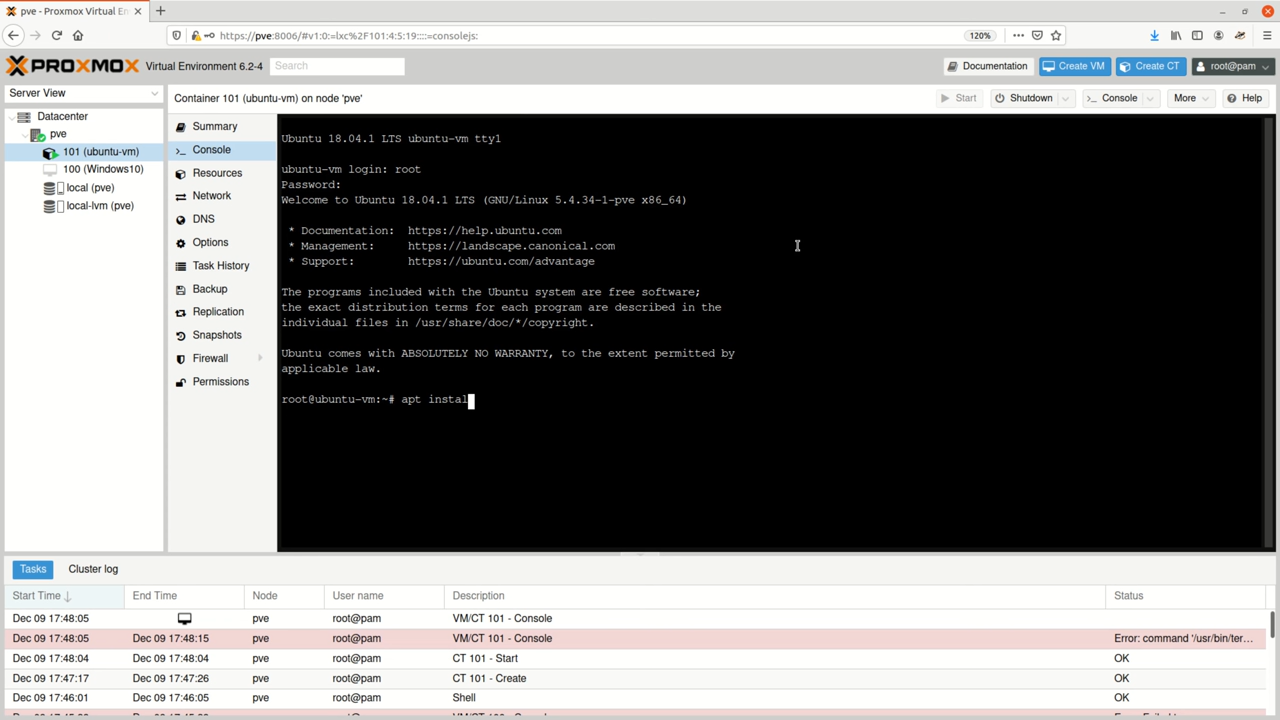 pve - Proxmox Virtual En
https://pve:8006/#v1:0:=lxc%2F101:4:5:19::::=consolejs:
120%
PROXMOX
Virtual Environment 6.2-4
Search
Documentation
Create VM
Create CT
root@pam
Server View
Container 101 (ubuntu-vm) on node 'pve'
Start
Shutdown
Console
More
Help
Datacenter
pve
101 (ubuntu-vm)
100 (Windows10)
local (pve)
local-lvm (pve)
Summary
Console
Resources
Network
DNS
Options
Task History
Backup
Replication
Snapshots
Firewall
Permissions
Ubuntu 18.04.1 LTS ubuntu-vm tty1
ubuntu-vm login: root
Password:
Welcome to Ubuntu 18.04.1 LTS (GNU/Linux 5.4.34-1-pve x86_64)
* Documentation: https://help.ubuntu.com
* Management: https://landscape.canonical.com
* Support: https://ubuntu.com/advantage
The programs included with the Ubuntu system are free software;
the exact distribution terms for each program are described in the
individual files in /usr/share/doc/*/copyright.
Ubuntu comes with ABSOLUTELY NO WARRANTY, to the extent permitted by
applicable law.
root@ubuntu-vm:~# apt instal
Tasks
Cluster log
Start Time End Time Node User name Description Status
Dec 09 17:48:05 pve root@pam VM/CT 101 - Console
Dec 09 17:48:05 Dec 09 17:48:15 pve root@pam VM/CT 101 - Console Error: command '/usr/bin/ter...
Dec 09 17:48:04 Dec 09 17:48:04 pve root@pam CT 101 - Start OK
Dec 09 17:47:17 Dec 09 17:47:26 pve root@pam CT 101 - Create OK
Dec 09 17:46:01 Dec 09 17:46:05 pve root@pam Shell OK